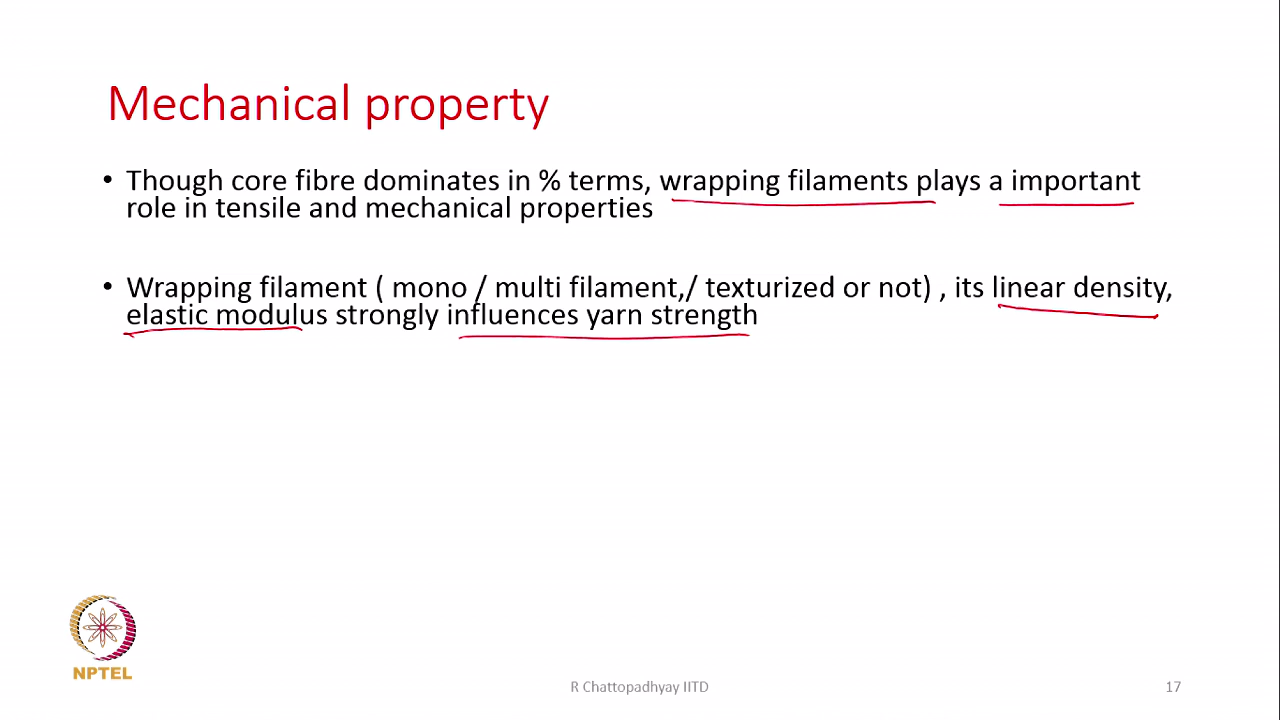 Mechanical property
• Though core fibre dominates in % terms, wrapping filaments plays a important
role in tensile and mechanical properties
• Wrapping filament ( mono / multi filament,/ texturized or not) , its linear density,
elastic modulus strongly influences yarn strength
NPTEL
R Chattopadhyay IITD
17